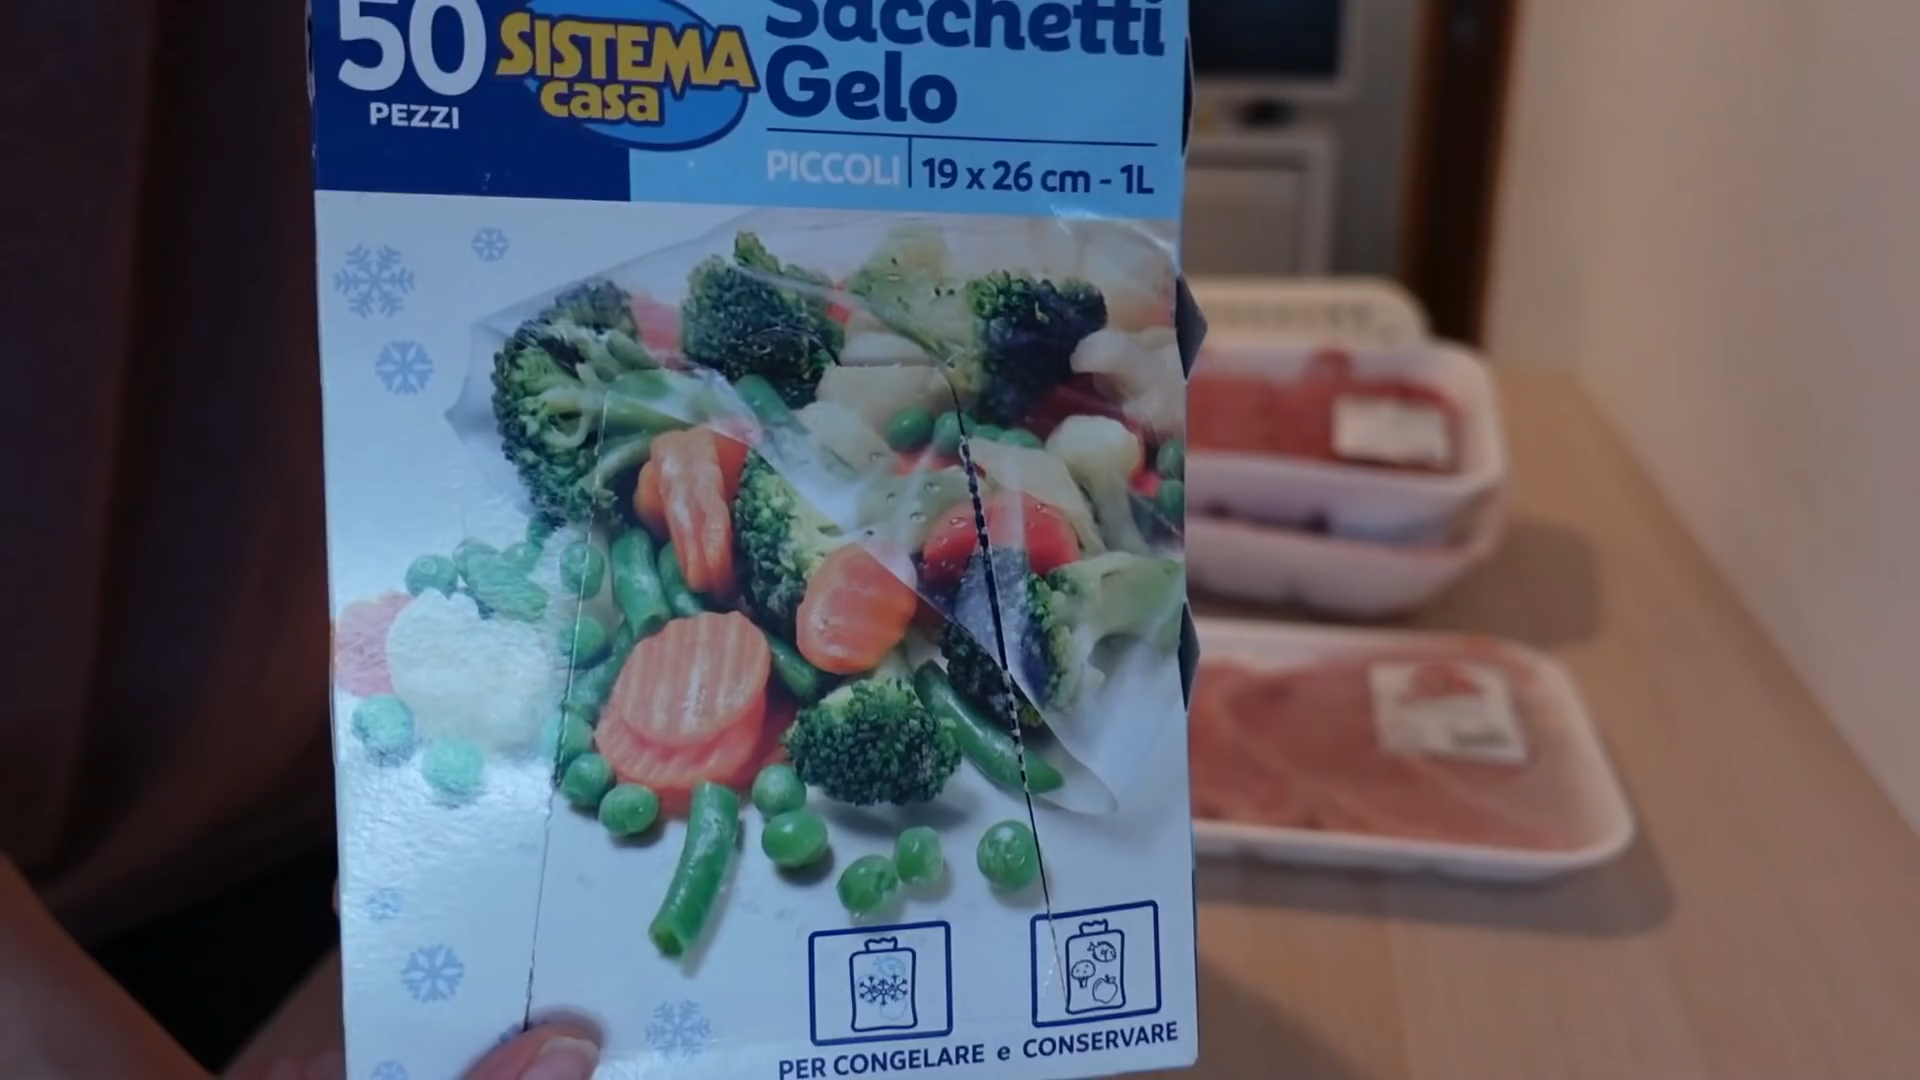 50
PEZZI
SISTEMA
casa
Sacchetti
Gelo
PICCOLI 19 x 26 cm - 1L
PER CONGELARE e CONSERVARE